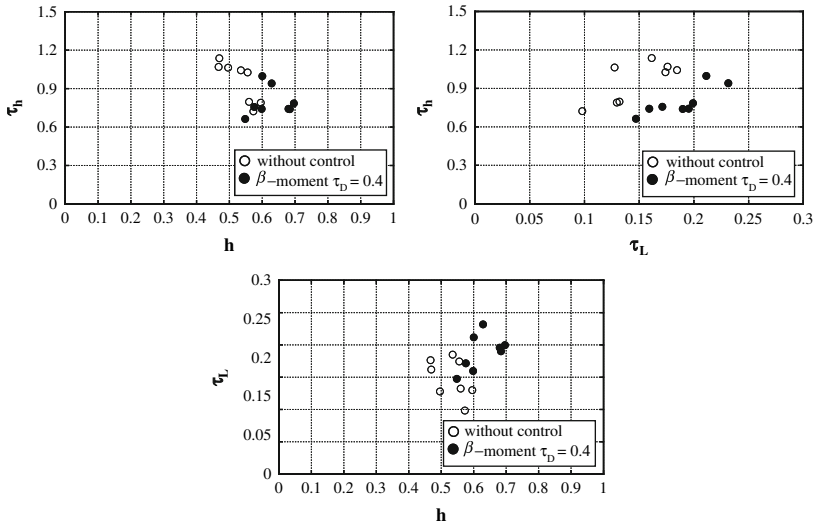 1.5
1.2
0.9
0.6
0.3
0
τh
without control
β–moment τD = 0.4
0 0.1 0.2 0.3 0.4 0.5 0.6 0.7 0.8 0.9 1
h
1.5
1.2
0.9
0.6
0.3
0
τh
without control
β–moment τD = 0.4
0 0.05 0.1 0.15 0.2 0.25 0.3
τL
0.3
0.25
0.2
0.15
0.05
0
τL
without control
β–moment τD = 0.4
0 0.1 0.2 0.3 0.4 0.5 0.6 0.7 0.8 0.9 1
h